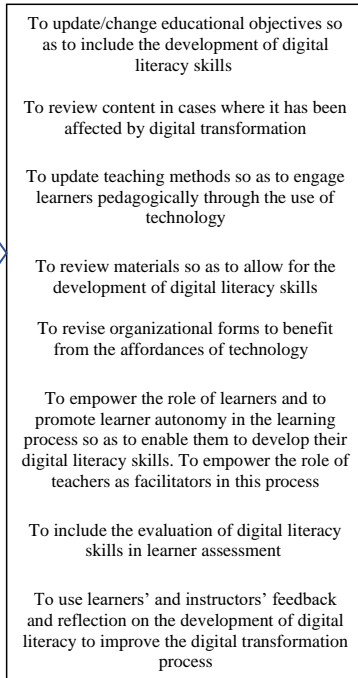 To update/change educational objectives so
as to include the development of digital
literacy skills
To review content in cases where it has been
affected by digital transformation
To update teaching methods so as to engage
learners pedagogically through the use of
technology
To review materials so as to allow for the
development of digital literacy skills
To revise organizational forms to benefit
from the affordances of technology
To empower the role of learners and to
promote learner autonomy in the learning
process so as to enable them to develop their
digital literacy skills. To empower the role of
teachers as facilitators in this process
To include the evaluation of digital literacy
skills in learner assessment
To use learners’ and instructors’ feedback
and reflection on the development of digital
literacy to improve the digital transformation
process